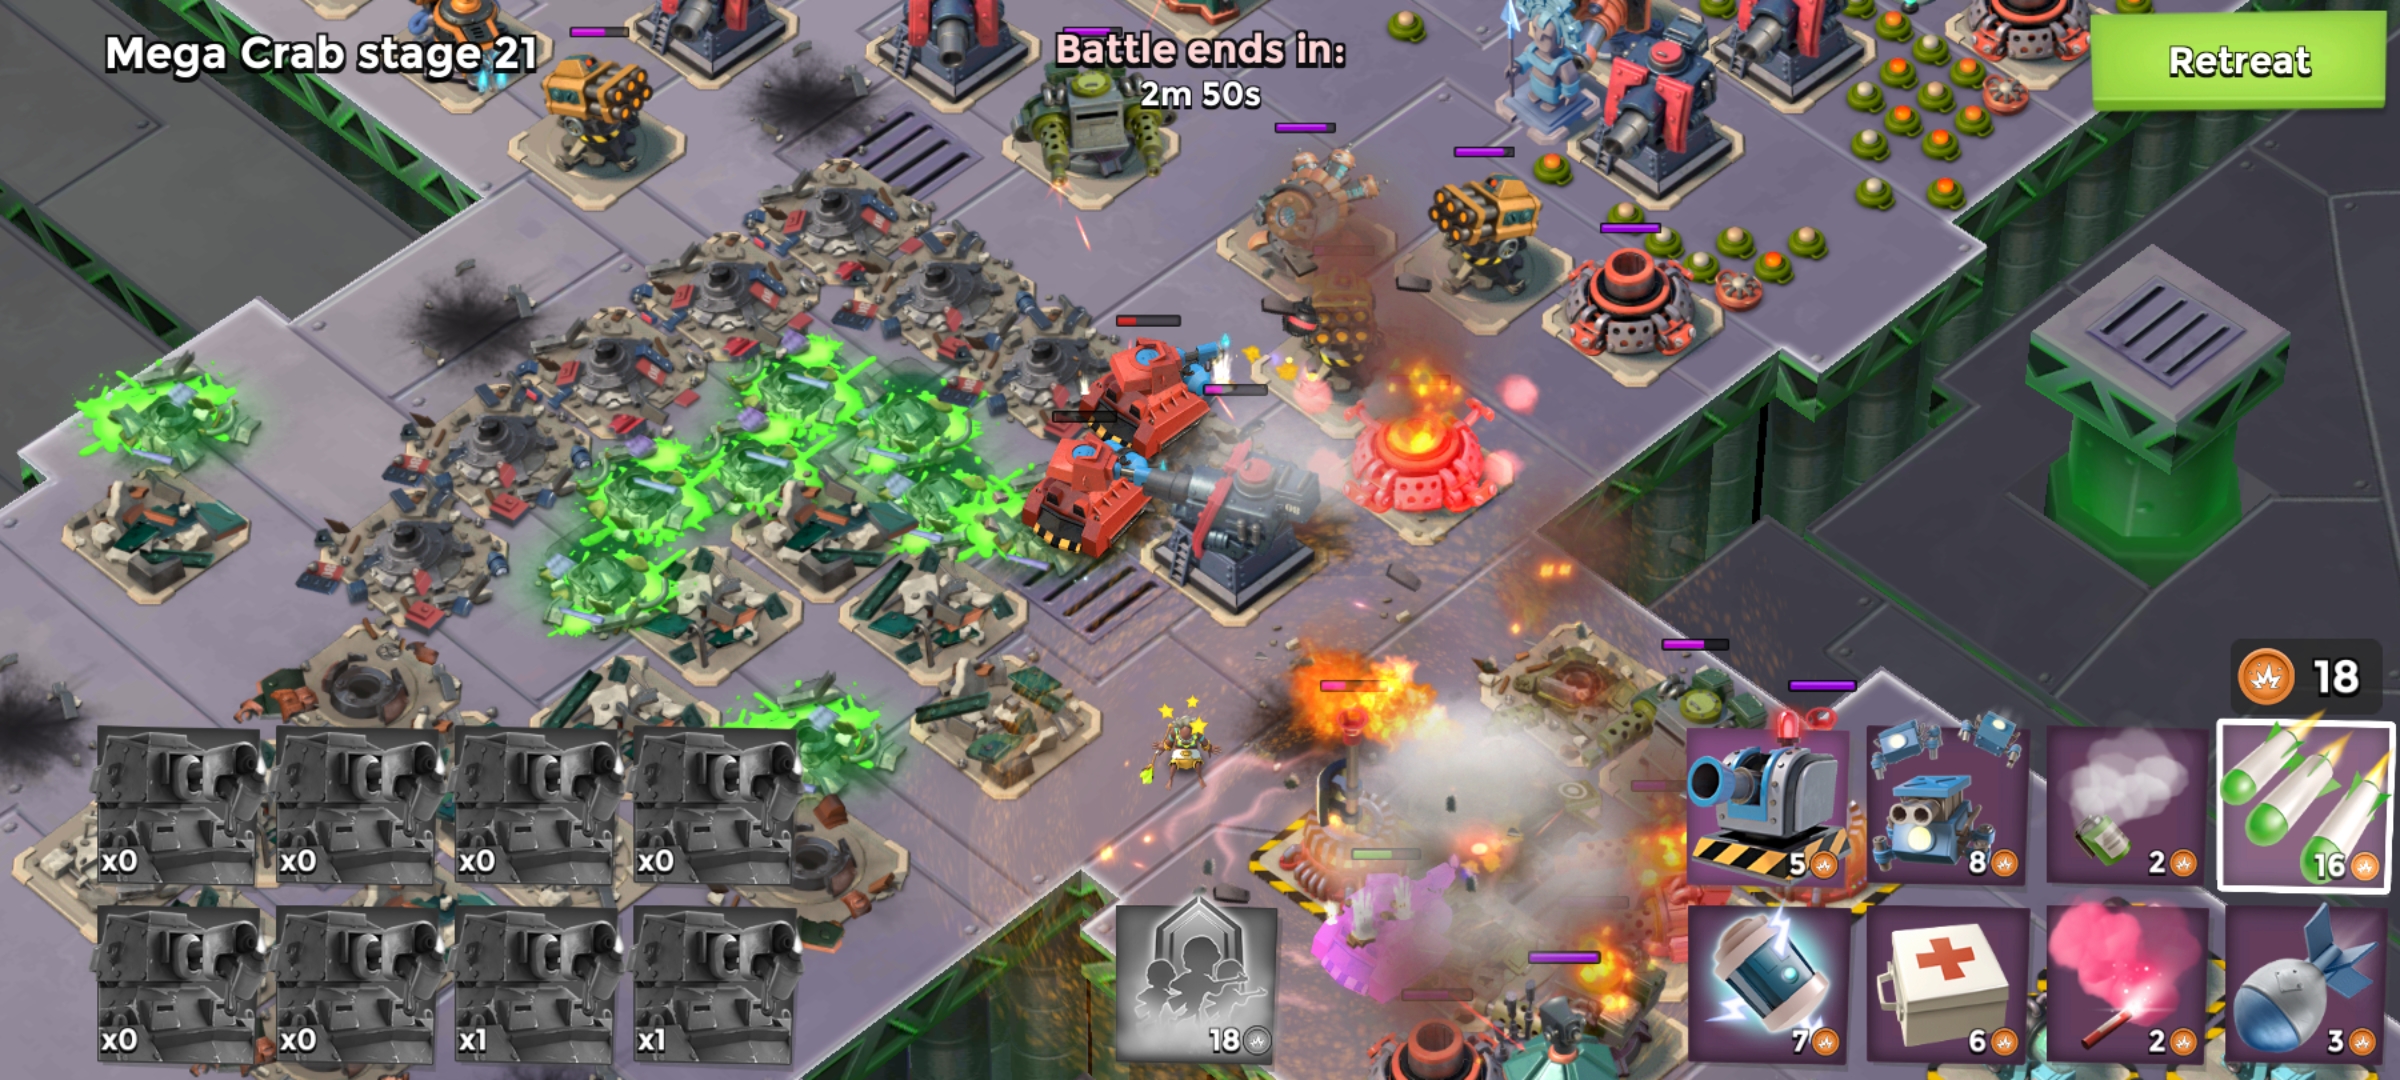 Mega Crab stage 21
Battle ends in:
2m 50s
Retreat
18
x0
x0
x0
x0
5
8
2
16
x0
x0
x1
x1
18
7
6
2
3